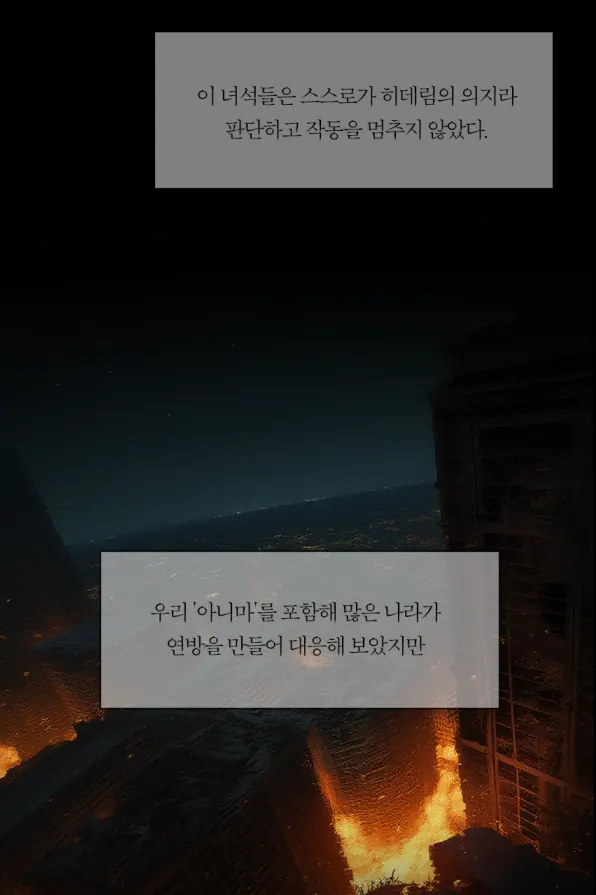 이 녀석들은 스스로가 히데림의 의지라
판단하고 작동을 멈추지 않았다.
우리 '아니마'를 포함해 많은 나라가
연방을 만들어 대응해 보았지만